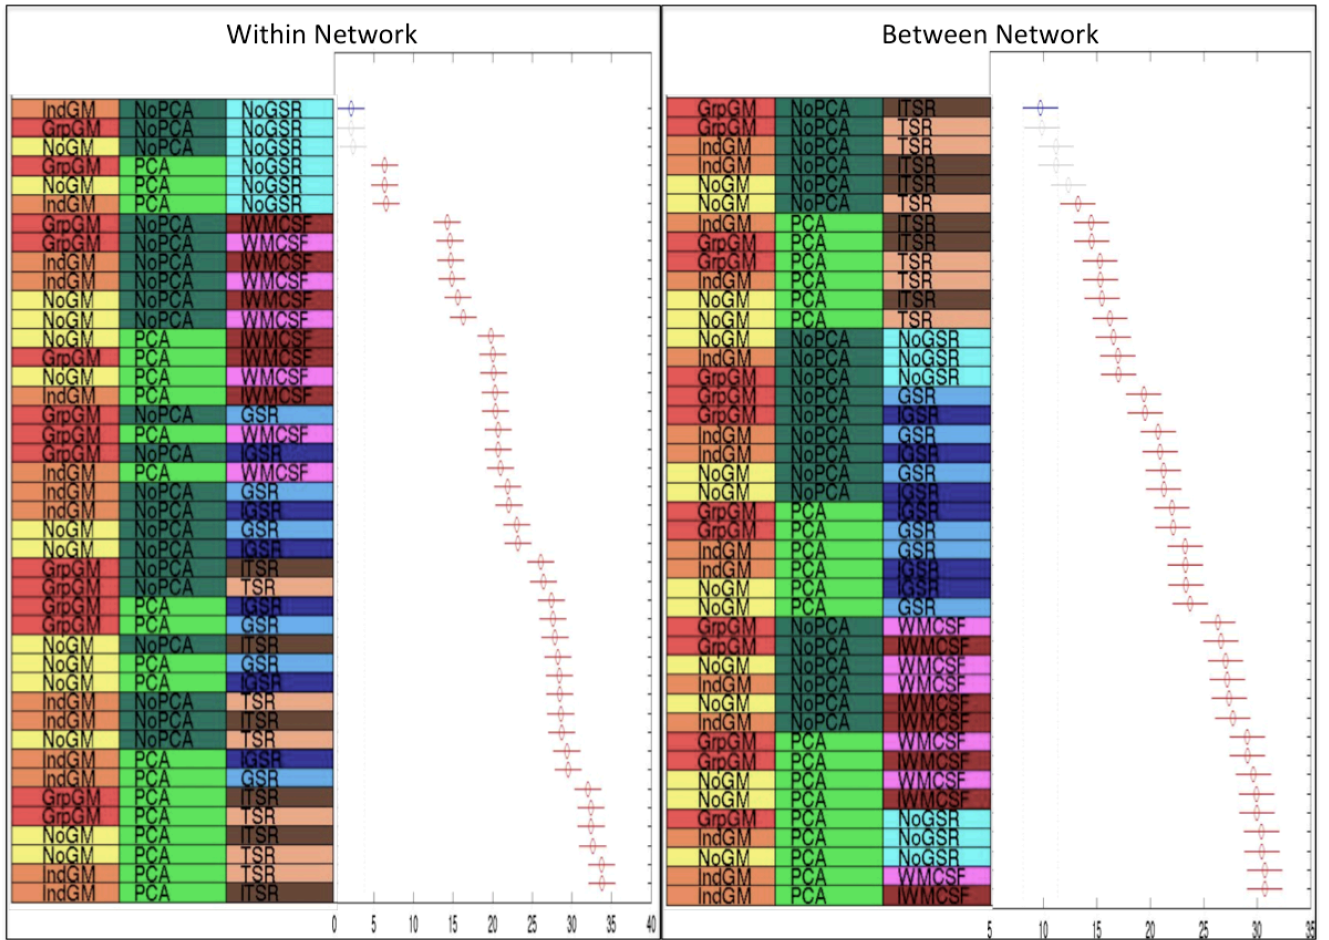 Within Network
IndGM NoPCA NoGSR
GrpGM NoPCA NoGSR
NoGM NoPCA NoGSR
GrpGM PCA NoGSR
NoGM PCA NoGSR
IndGM PCA NoGSR
GrpGM NoPCA IWMCSF
GrpGM NoPCA WMCSF
IndGM NoPCA IWMCSF
IndGM NoPCA WMCSF
NoGM NoPCA IWMCSF
NoGM NoPCA WMCSF
NoGM PCA IWMCSF
GrpGM PCA IWMCSF
NoGM PCA WMCSF
IndGM PCA IWMCSF
GrpGM NoPCA GSR
GrpGM PCA WMCSF
GrpGM NoPCA IGSR
IndGM PCA WMCSF
IndGM NoPCA GSR
IndGM NoPCA IGSR
NoGM NoPCA GSR
NoGM NoPCA IGSR
GrpGM NoPCA ITSR
GrpGM NoPCA TSR
GrpGM PCA IGSR
GrpGM PCA GSR
NoGM NoPCA ITSR
NoGM PCA GSR
NoGM PCA IGSR
IndGM NoPCA TSR
IndGM NoPCA ITSR
NoGM NoPCA TSR
IndGM PCA IGSR
IndGM PCA GSR
GrpGM PCA ITSR
GrpGM PCA TSR
NoGM PCA ITSR
NoGM PCA TSR
IndGM PCA TSR
IndGM PCA ITSR
0 5 10 15 20 25 30 35 40
Between Network
GrpGM NoPCA ITSR
GrpGM NoPCA TSR
IndGM NoPCA TSR
IndGM NoPCA ITSR
NoGM NoPCA ITSR
NoGM NoPCA TSR
IndGM PCA ITSR
GrpGM PCA ITSR
GrpGM PCA TSR
IndGM PCA TSR
NoGM PCA ITSR
NoGM PCA TSR
NoGM NoPCA NoGSR
IndGM NoPCA NoGSR
GrpGM NoPCA NoGSR
GrpGM NoPCA GSR
GrpGM NoPCA IGSR
IndGM NoPCA GSR
IndGM NoPCA IGSR
NoGM NoPCA GSR
NoGM NoPCA IGSR
GrpGM PCA IGSR
GrpGM PCA GSR
IndGM PCA GSR
IndGM PCA IGSR
NoGM PCA IGSR
NoGM PCA GSR
GrpGM NoPCA WMCSF
GrpGM NoPCA IWMCSF
NoGM NoPCA WMCSF
IndGM NoPCA WMCSF
NoGM NoPCA IWMCSF
IndGM NoPCA IWMCSF
GrpGM PCA WMCSF
GrpGM PCA IWMCSF
NoGM PCA WMCSF
NoGM PCA IWMCSF
GrpGM PCA NoGSR
IndGM PCA NoGSR
NoGM PCA NoGSR
IndGM PCA WMCSF
IndGM PCA IWMCSF
5 10 15 20 25 30 35